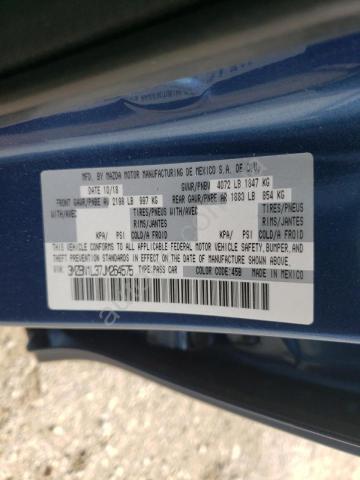 MFD. BY MAZDA MOTOR MANUFACTURING DE MEXICO S.A. DE C.V.
DATE 10/18 GVWR/PNBV 4072 LB 1847 KG
FRONT GAWR/PNBE AV 2198 LB 997 KG REAR GAWR/PNBE AR 1883 LB 854 KG
WITH/AVEC TIRES/PNEUS WITH/AVEC TIRES/PNEUS
RIMS/JANTES RIMS/JANTES
KPA/ PSI COLD/A FROID KPA/ PSI COLD/A FROID
THIS VEHICLE CONFORMS TO ALL APPLICABLE FEDERAL MOTOR VEHICLE SAFETY, BUMPER, AND
THEFT PREVENTION STANDARDS IN EFFECT ON THE DATE OF MANUFACTURE SHOWN ABOVE.
3MZBN1L37JM264675 TYPE:PASS CAR COLOR CODE:45B MADE IN MEXICO